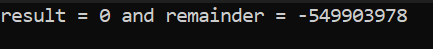 result = 0 and remainder = -549903978